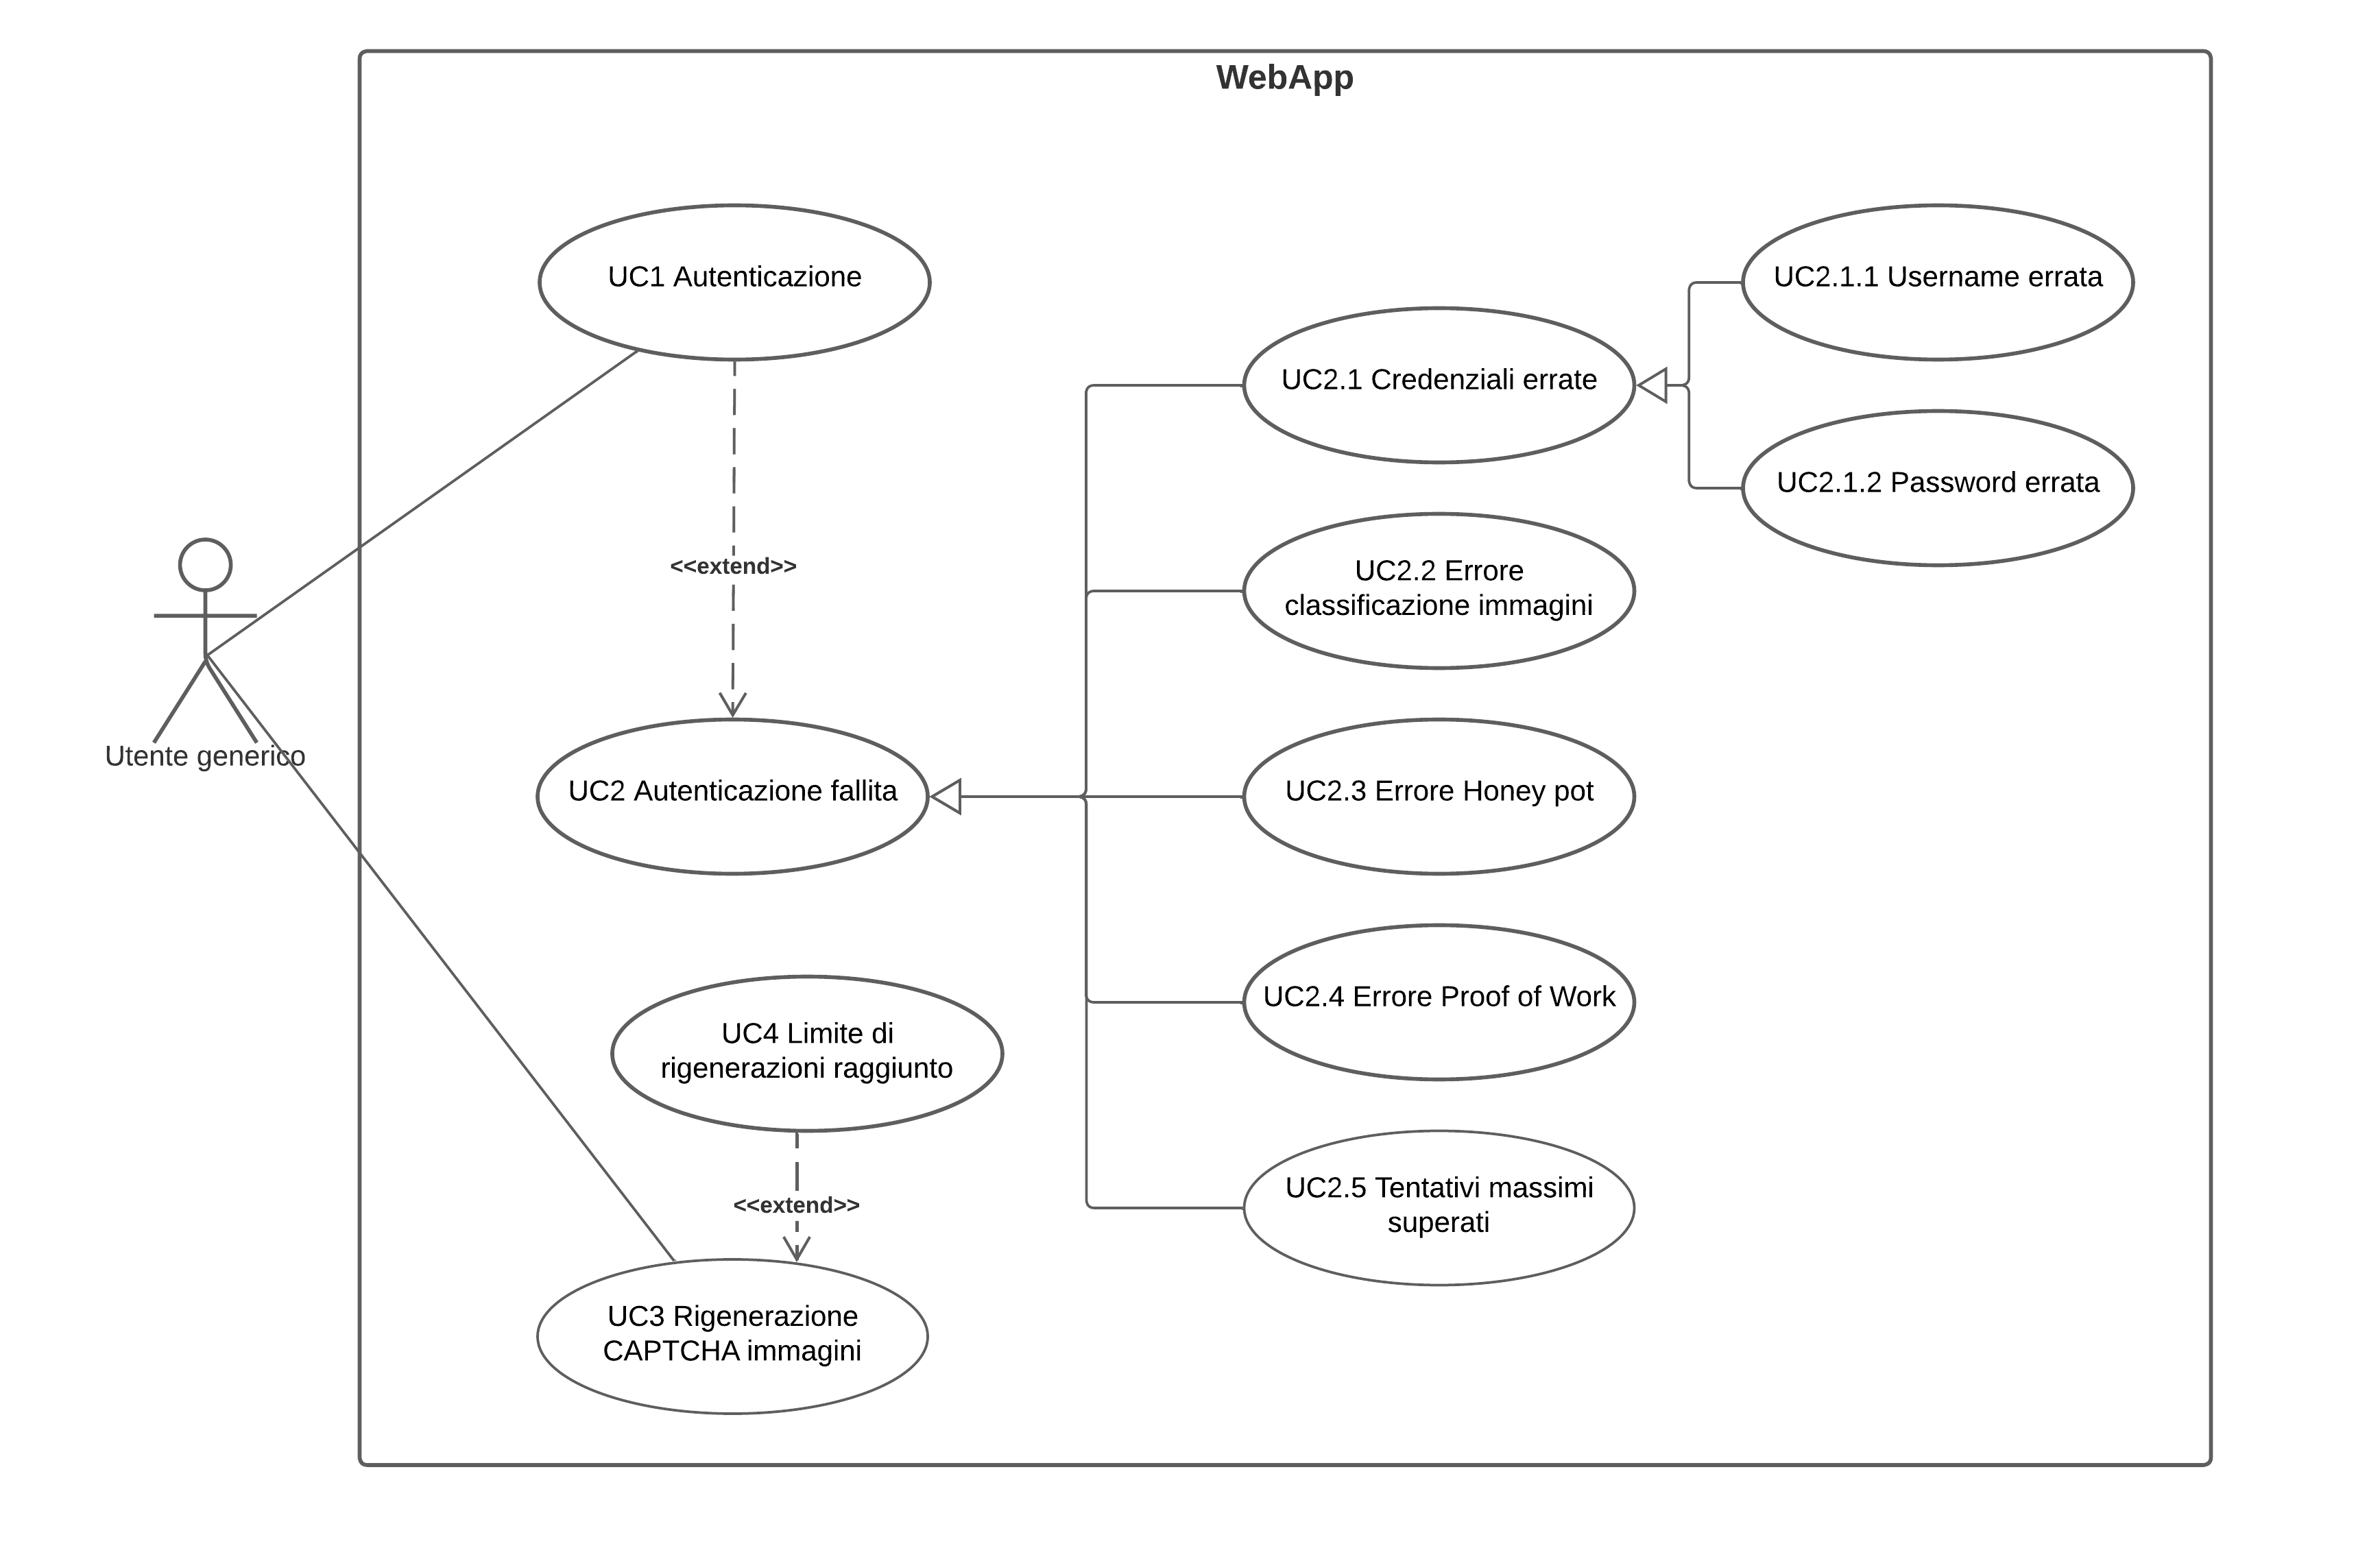 WebApp
UC1 Autenticazione
UC2.1.1 Username errata
UC2.1 Credenziali errate
UC2.1.2 Password errata
<<extend>>
UC2.2 Errore
classificazione immagini
Utente generico
UC2 Autenticazione fallita
UC2.3 Errore Honey pot
UC2.4 Errore Proof of Work
UC4 Limite di
rigenerazioni raggiunto
<<extend>>
UC2.5 Tentativi massimi
superati
UC3 Rigenerazione
CAPTCHA immagini